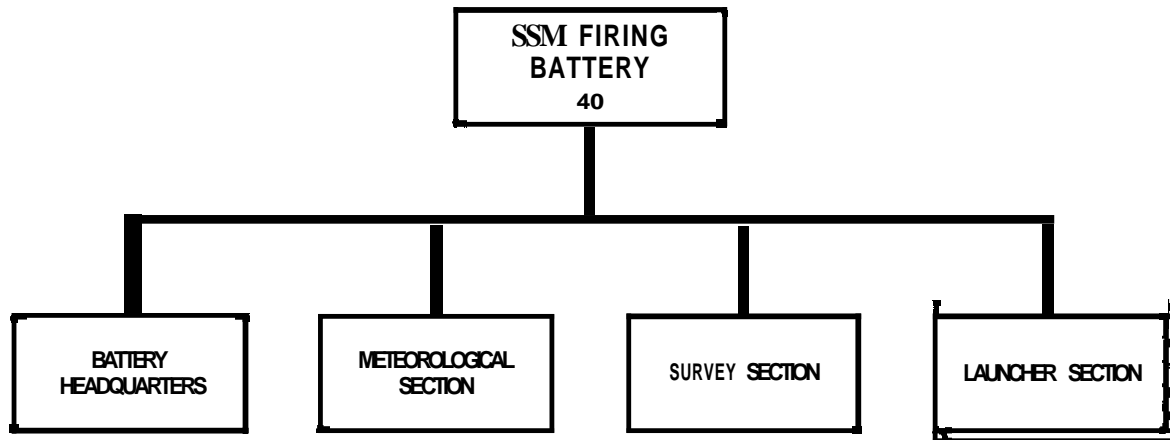 SSM FIRING
BATTERY
40
BATTERY
HEADQUARTERS
METEOROLOGICAL
SECTION
SURVEY SECTION
LAUNCHER SECTION